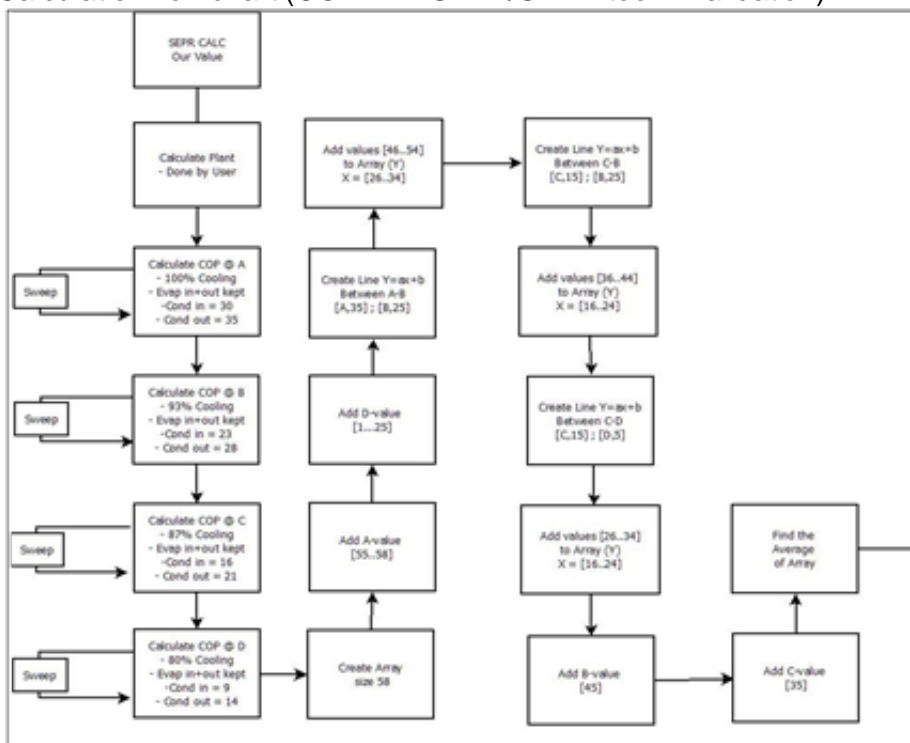 SEPR CALC
Our Value
Calculate Plant
- Done by User
Calculate COP @ A
- 100% Cooling
- Evap in+out kept
-Cond in = 30
- Cond out = 35
Sweep
Calculate COP @ B
- 93% Cooling
- Evap in+out kept
-Cond in = 23
- Cond out = 28
Sweep
Calculate COP @ C
- 87% Cooling
- Evap in+out kept
-Cond in = 16
- Cond out = 21
Sweep
Calculate COP @ D
- 80% Cooling
- Evap in+out kept
-Cond in = 9
- Cond out = 14
Sweep
Create Array
size 58
Add A-value
[55..58]
Add D-value
[1...25]
Create Line Y=ax+b
Between A-B
[A,35] ; [B,25]
Add values [46..54]
to Array (Y)
X = [26..34]
Create Line Y=ax+b
Between C-B
[C,15] ; [B,25]
Add values [36..44]
to Array (Y)
X = [16..24]
Create Line Y=ax+b
Between C-D
[C,15] ; [D,5]
Add values [26..34]
to Array (Y)
X = [16..24]
Add B-value
[45]
Add C-value
[35]
Find the
Average
of Array